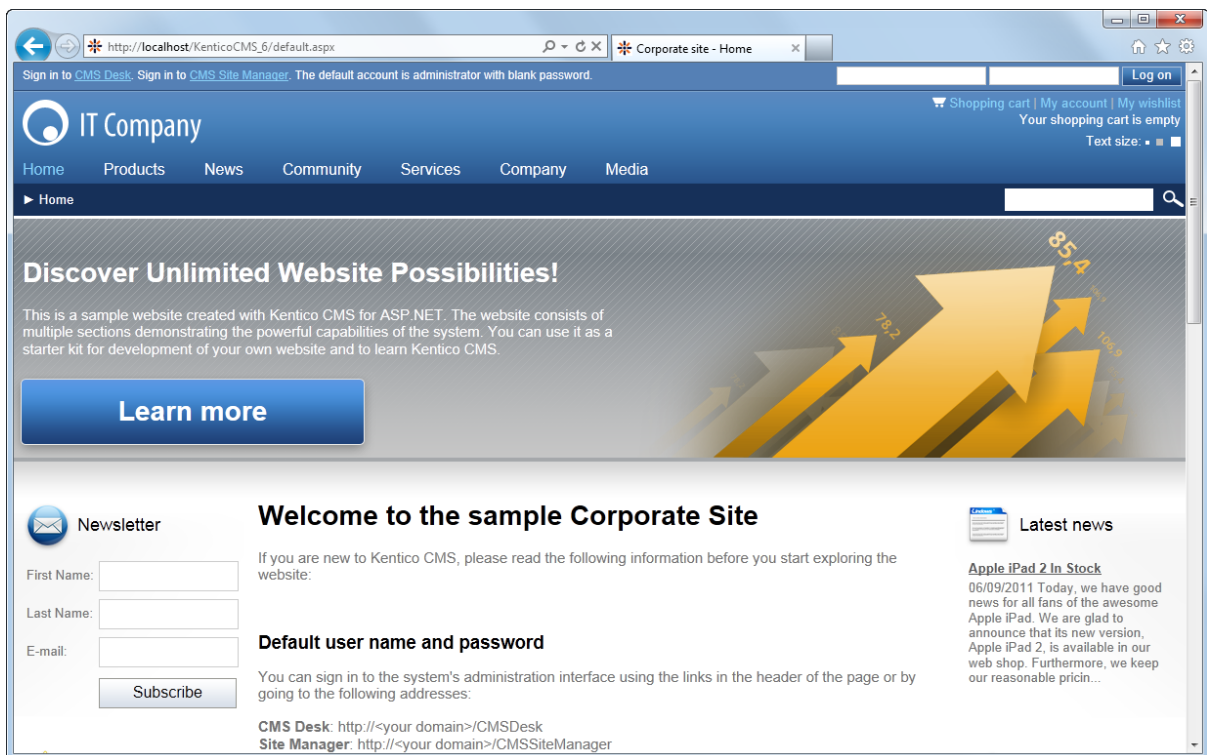 http://localhost/KenticoCMS_6/default.aspx
Corporate site - Home
Sign in to CMS Desk. Sign in to CMS Site Manager. The default account is administrator with blank password.
Log on
IT Company
Shopping cart | My account | My wishlist
Your shopping cart is empty
Text size:
Home Products News Community Services Company Media
► Home
Discover Unlimited Website Possibilities!
This is a sample website created with Kentico CMS for ASP.NET. The website consists of
multiple sections demonstrating the powerful capabilities of the system. You can use it as a
starter kit for development of your own website and to learn Kentico CMS.
Learn more
85,4
78,2
106,9
Newsletter
First Name:
Last Name:
E-mail:
Subscribe
Welcome to the sample Corporate Site
If you are new to Kentico CMS, please read the following information before you start exploring the
website:
Default user name and password
You can sign in to the system's administration interface using the links in the header of the page or by
going to the following addresses:
CMS Desk: http://<your domain>/CMSDesk
Site Manager: http://<your domain>/CMSSiteManager
Latest news
Apple iPad 2 In Stock
06/09/2011 Today, we have good
news for all fans of the awesome
Apple iPad. We are glad to
announce that its new version,
Apple iPad 2, is available in our
web shop. Furthermore, we keep
our reasonable pricin...